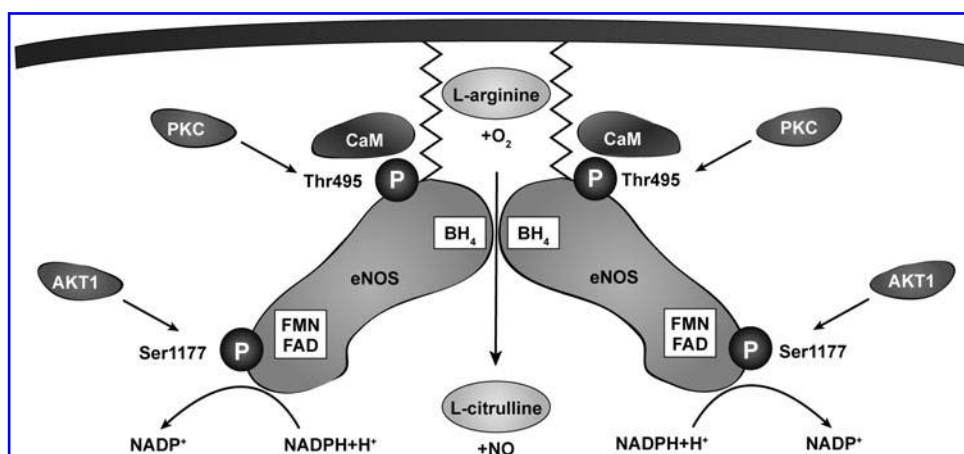 L-arginine
+O₂
PKC
CaM
Thr495
P
CaM
PKC
P
Thr495
BH₄
BH₄
eNOS
eNOS
AKT1
AKT1
FMN
FAD
FMN
FAD
Ser1177
P
P
Ser1177
L-citrulline
+NO
NADP⁺
NADPH+H⁺
NADPH+H⁺
NADP⁺